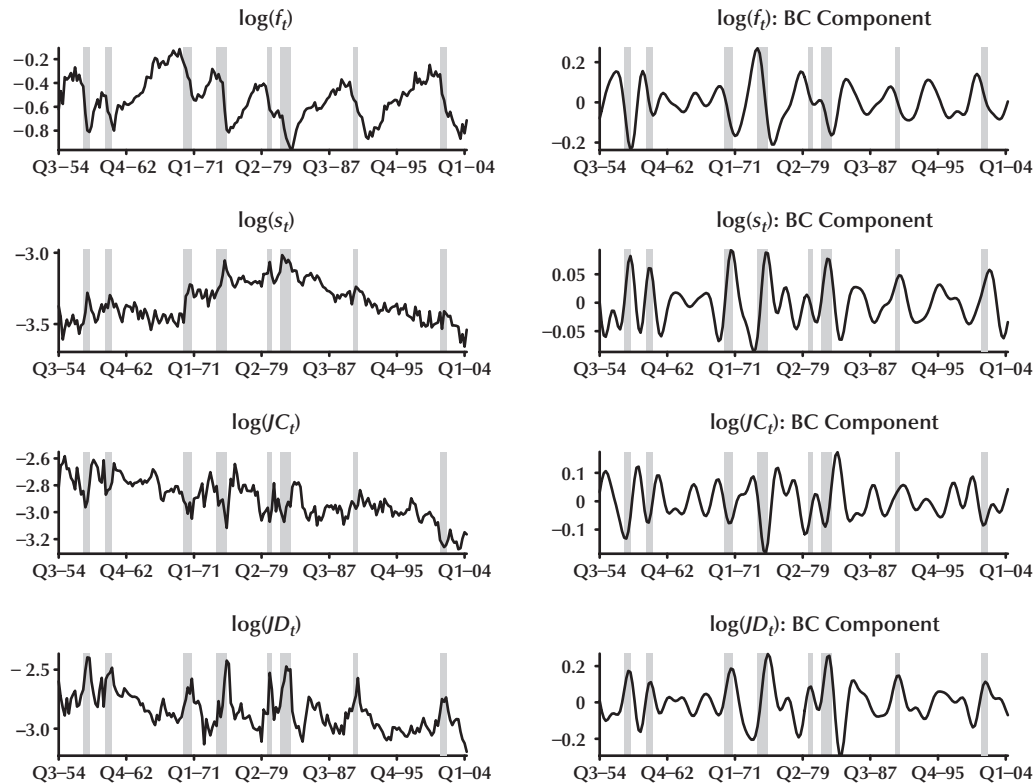 log(f_t)
−0.2
−0.4
−0.6
−0.8
Q3–54 Q4–62 Q1–71 Q2–79 Q3–87 Q4–95 Q1–04
log(f_t): BC Component
0.2
0
−0.2
Q3–54 Q4–62 Q1–71 Q2–79 Q3–87 Q4–95 Q1–04
log(s_t)
−3.0
−3.5
Q3–54 Q4–62 Q1–71 Q2–79 Q3–87 Q4–95 Q1–04
log(s_t): BC Component
0.05
0
−0.05
Q3–54 Q4–62 Q1–71 Q2–79 Q3–87 Q4–95 Q1–04
log(JC_t)
−2.6
−2.8
−3.0
−3.2
Q3–54 Q4–62 Q1–71 Q2–79 Q3–87 Q4–95 Q1–04
log(JC_t): BC Component
0.1
0
−0.1
Q3–54 Q4–62 Q1–71 Q2–79 Q3–87 Q4–95 Q1–04
log(JD_t)
− 2.5
−3.0
Q3–54 Q4–62 Q1–71 Q2–79 Q3–87 Q4–95 Q1–04
log(JD_t): BC Component
0.2
0
−0.2
Q3–54 Q4–62 Q1–71 Q2–79 Q3–87 Q4–95 Q1–04